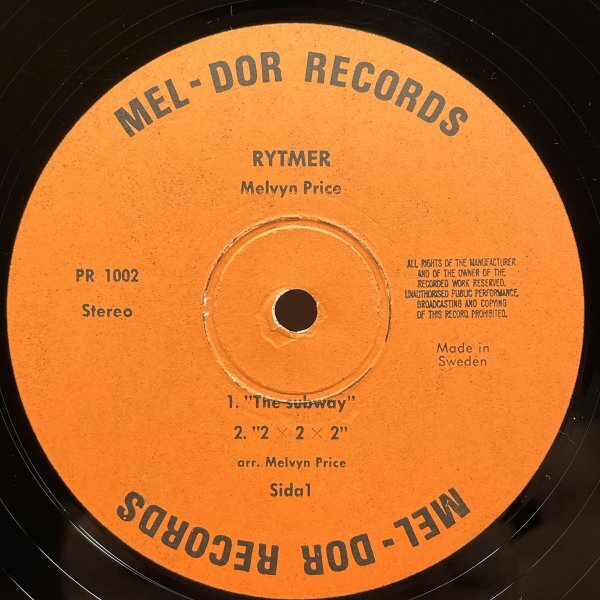 MEL-DOR RECORDS
RYTMER
Melvyn Price
PR 1002
Stereo
ALL RIGHTS OF THE MANUFACTURER
AND OF THE OWNER OF THE
RECORDED WORK RESERVED.
UNAUTHORISED PUBLIC PERFORMANCE,
BROADCASTING AND COPYING
OF THIS RECORD PROHIBITED.
Made in
Sweden
1. "The subway"
2. "2 × 2 × 2"
arr. Melvyn Price
Sida1
MEL-DOR RECORDS